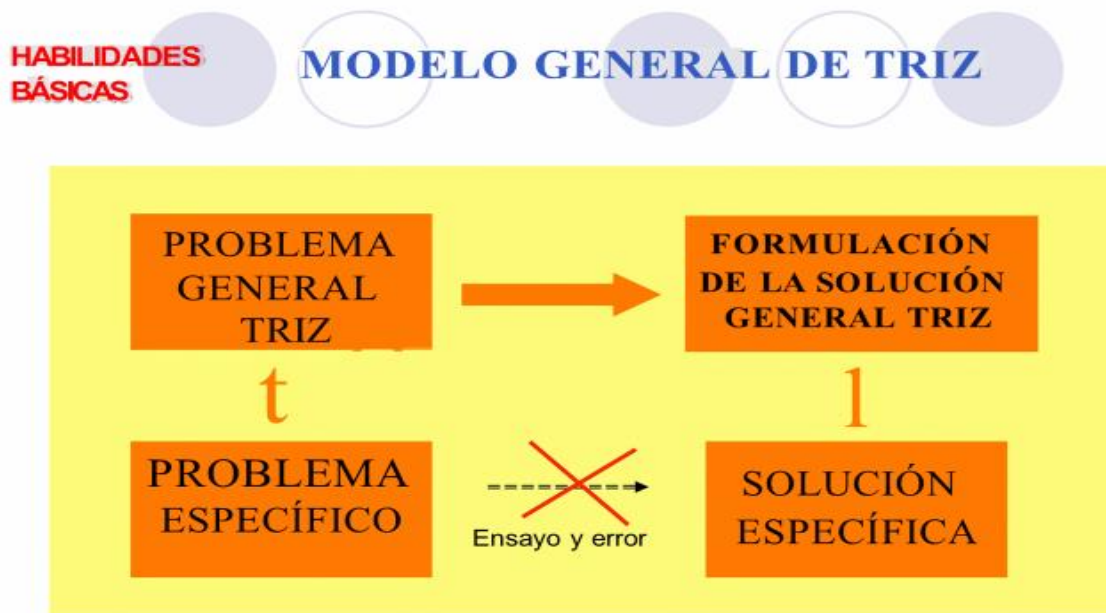 HABILIDADES
BÁSICAS
MODELO GENERAL DE TRIZ
PROBLEMA
GENERAL
TRIZ
FORMULACIÓN
DE LA SOLUCIÓN
GENERAL TRIZ
t
l
PROBLEMA
ESPECÍFICO
Ensayo y error
SOLUCIÓN
ESPECÍFICA